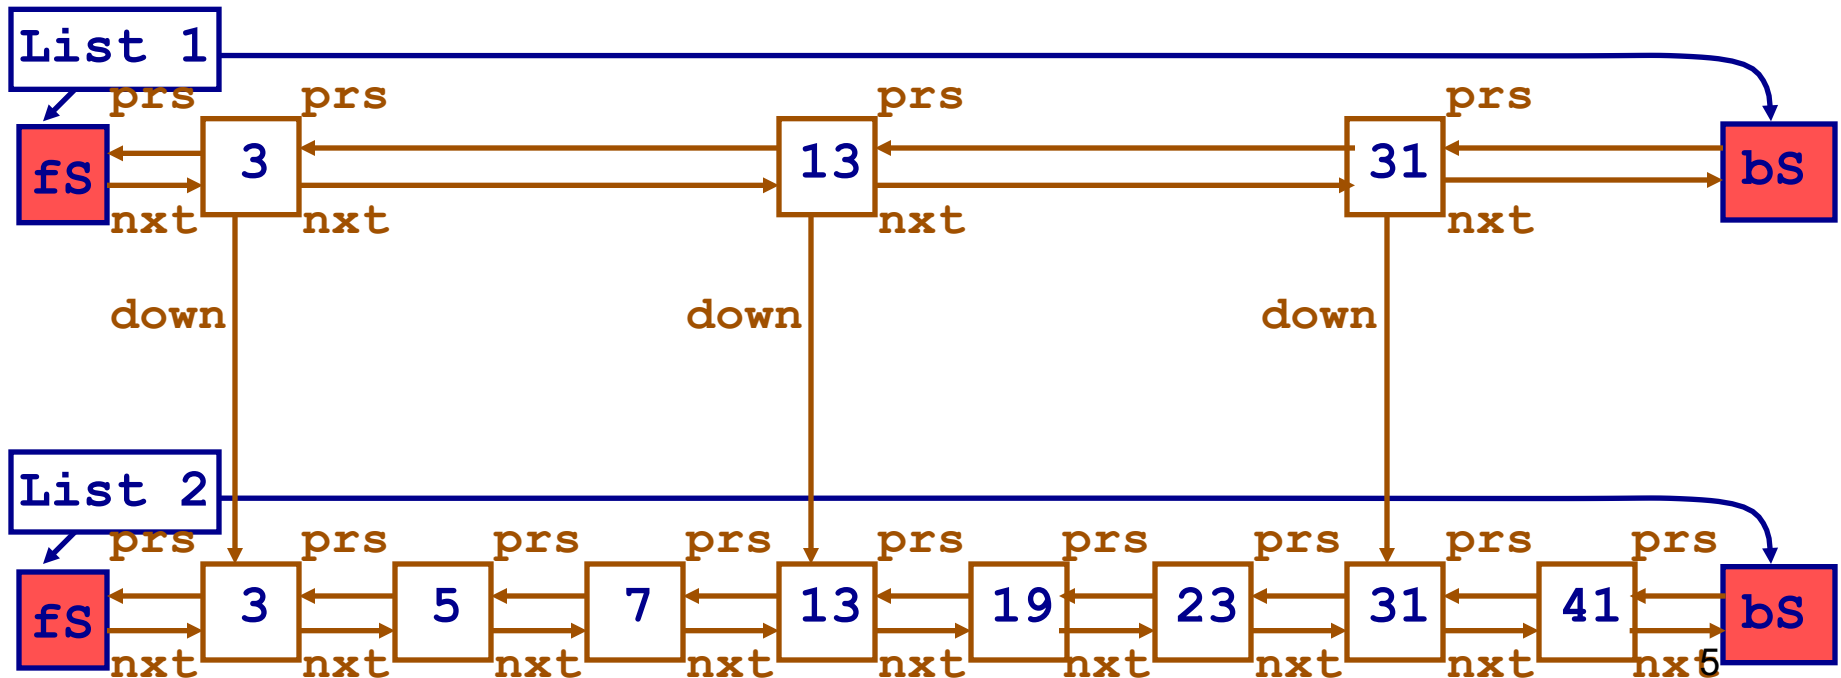 List 1
prs prs prs prs
fS 3 13 31 bS
nxt nxt nxt nxt
down down down
List 2
prs prs prs prs prs prs prs prs prs
fS 3 5 7 13 19 23 31 41 bS
nxt nxt nxt nxt nxt nxt nxt nxt nxt
5